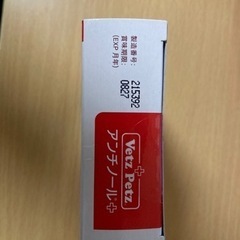 製造番号: 215392
賞味期限: 0827
(EXP 月年)
Vetz Petz
アンチノール+